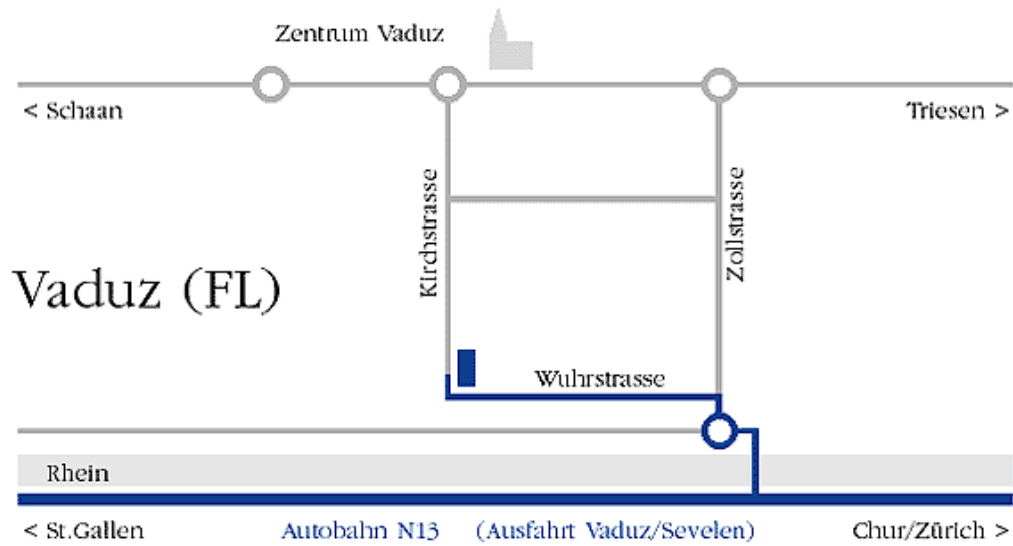 Zentrum Vaduz
< Schaan
Triesen >
Kirchstrasse
Zollstrasse
Vaduz (FL)
Wuhrstrasse
Rhein
< St.Gallen
Autobahn N13
(Ausfahrt Vaduz/Sevelen)
Chur/Zürich >